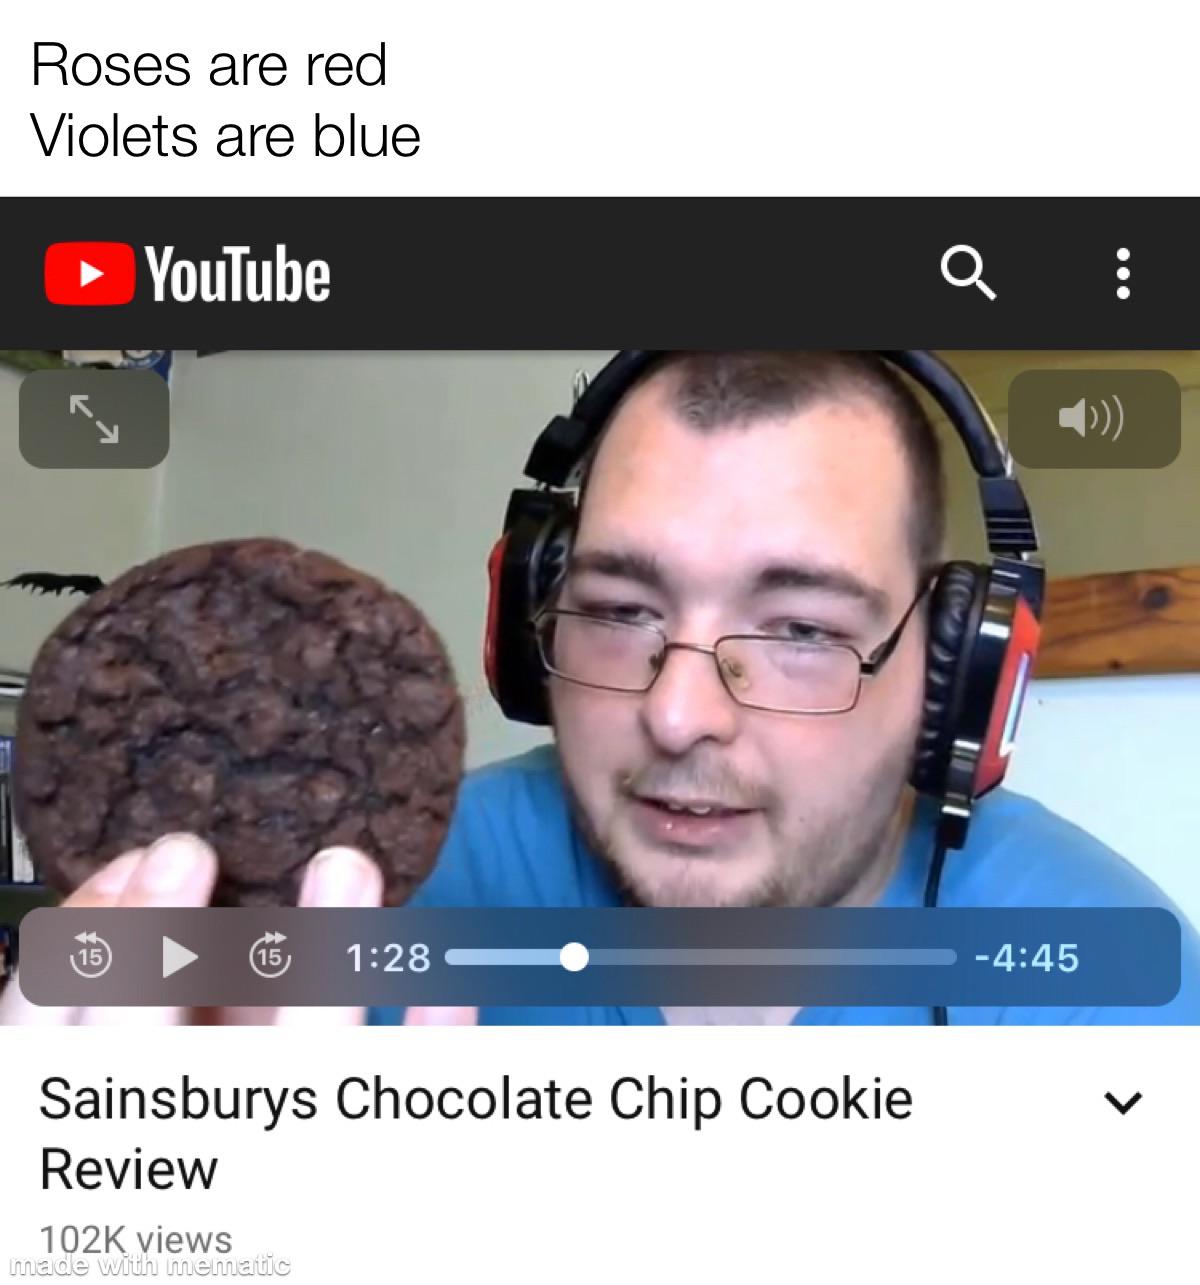 Roses are red
Violets are blue
YouTube
15
15
1:28
-4:45
Sainsburys Chocolate Chip Cookie
Review
102K views
made with mematic